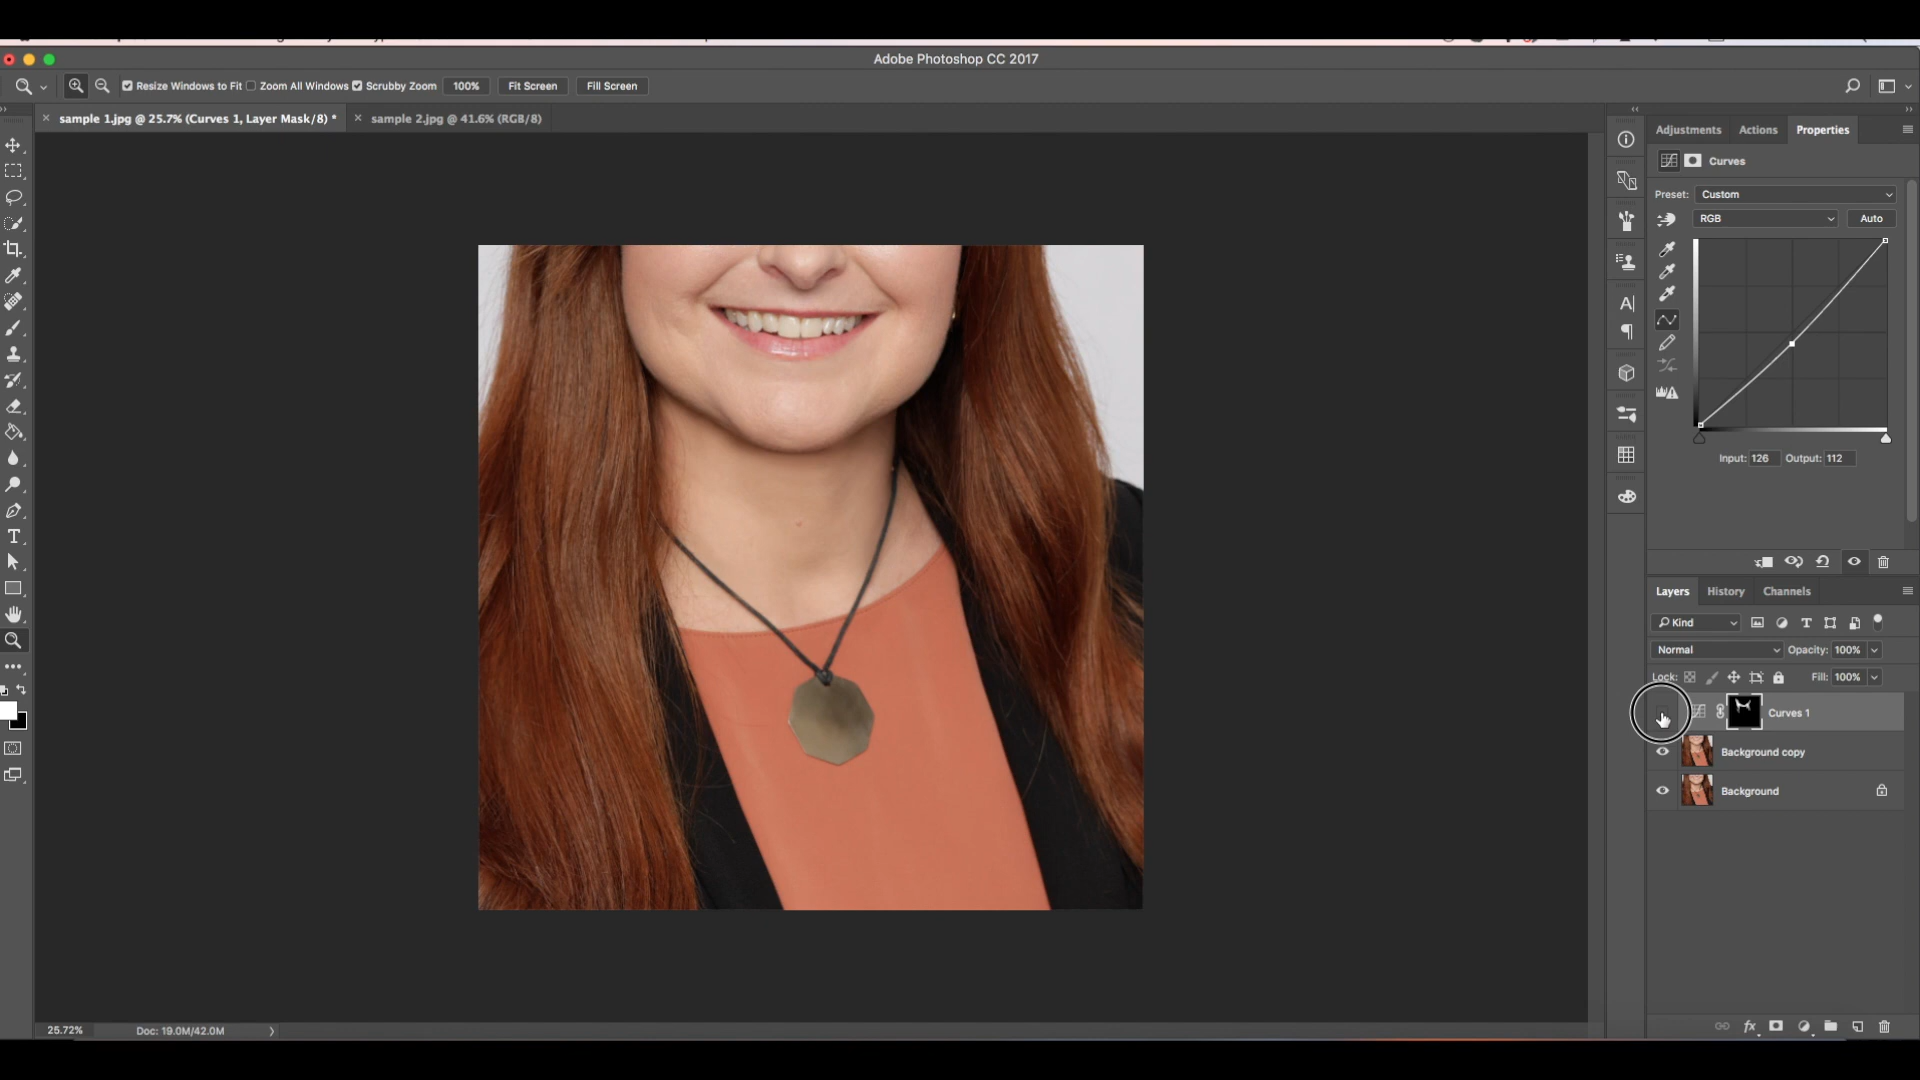 Adobe Photoshop CC 2017
Resize Windows to Fit Zoom All Windows Scrubby Zoom 100% Fit Screen Fill Screen
sample 1.jpg @ 25.7% (Curves 1, Layer Mask/8) * sample 2.jpg @ 41.6% (RGB/8)
Adjustments Actions Properties
Curves
Preset: Custom
RGB Auto
Input: 126 Output: 112
Layers History Channels
Kind
Normal Opacity: 100%
Lock: Fill: 100%
Curves 1
Background copy
Background
25.72% Doc: 19.0M/42.0M